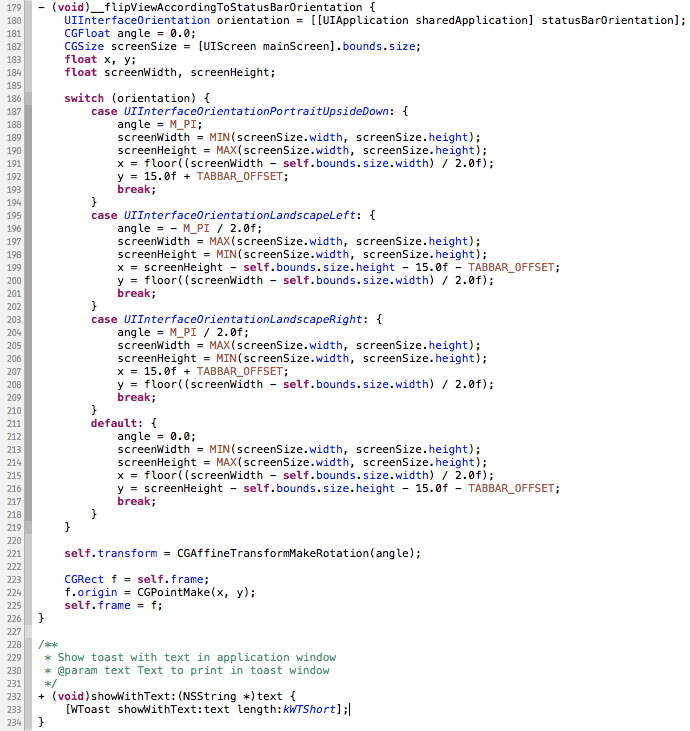 179 - (void)__flipViewAccordingToStatusBarOrientation {
180     UIInterfaceOrientation orientation = [[UIApplication sharedApplication] statusBarOrientation];
181     CGFloat angle = 0.0;
182     CGSize screenSize = [UIScreen mainScreen].bounds.size;
183     float x, y;
184     float screenWidth, screenHeight;
185
186     switch (orientation) {
187         case UIInterfaceOrientationPortraitUpsideDown: {
188             angle = M_PI;
189             screenWidth = MIN(screenSize.width, screenSize.height);
190             screenHeight = MAX(screenSize.width, screenSize.height);
191             x = floor((screenWidth - self.bounds.size.width) / 2.0f);
192             y = 15.0f + TABBAR_OFFSET;
193             break;
194         }
195         case UIInterfaceOrientationLandscapeLeft: {
196             angle = - M_PI / 2.0f;
197             screenWidth = MAX(screenSize.width, screenSize.height);
198             screenHeight = MIN(screenSize.width, screenSize.height);
199             x = screenHeight - self.bounds.size.height - 15.0f - TABBAR_OFFSET;
200             y = floor((screenWidth - self.bounds.size.width) / 2.0f);
201             break;
202         }
203         case UIInterfaceOrientationLandscapeRight: {
204             angle = M_PI / 2.0f;
205             screenWidth = MAX(screenSize.width, screenSize.height);
206             screenHeight = MIN(screenSize.width, screenSize.height);
207             x = 15.0f + TABBAR_OFFSET;
208             y = floor((screenWidth - self.bounds.size.width) / 2.0f);
209             break;
210         }
211         default: {
212             angle = 0.0;
213             screenWidth = MIN(screenSize.width, screenSize.height);
214             screenHeight = MAX(screenSize.width, screenSize.height);
215             x = floor((screenWidth - self.bounds.size.width) / 2.0f);
216             y = screenHeight - self.bounds.size.height - 15.0f - TABBAR_OFFSET;
217             break;
218         }
219     }
220
221     self.transform = CGAffineTransformMakeRotation(angle);
222
223     CGRect f = self.frame;
224     f.origin = CGPointMake(x, y);
225     self.frame = f;
226 }
227
228 /**
229  * Show toast with text in application window
230  * @param text Text to print in toast window
231  */
232 + (void)showWithText:(NSString *)text {
233     [WToast showWithText:text length:kWTShort];
234 }